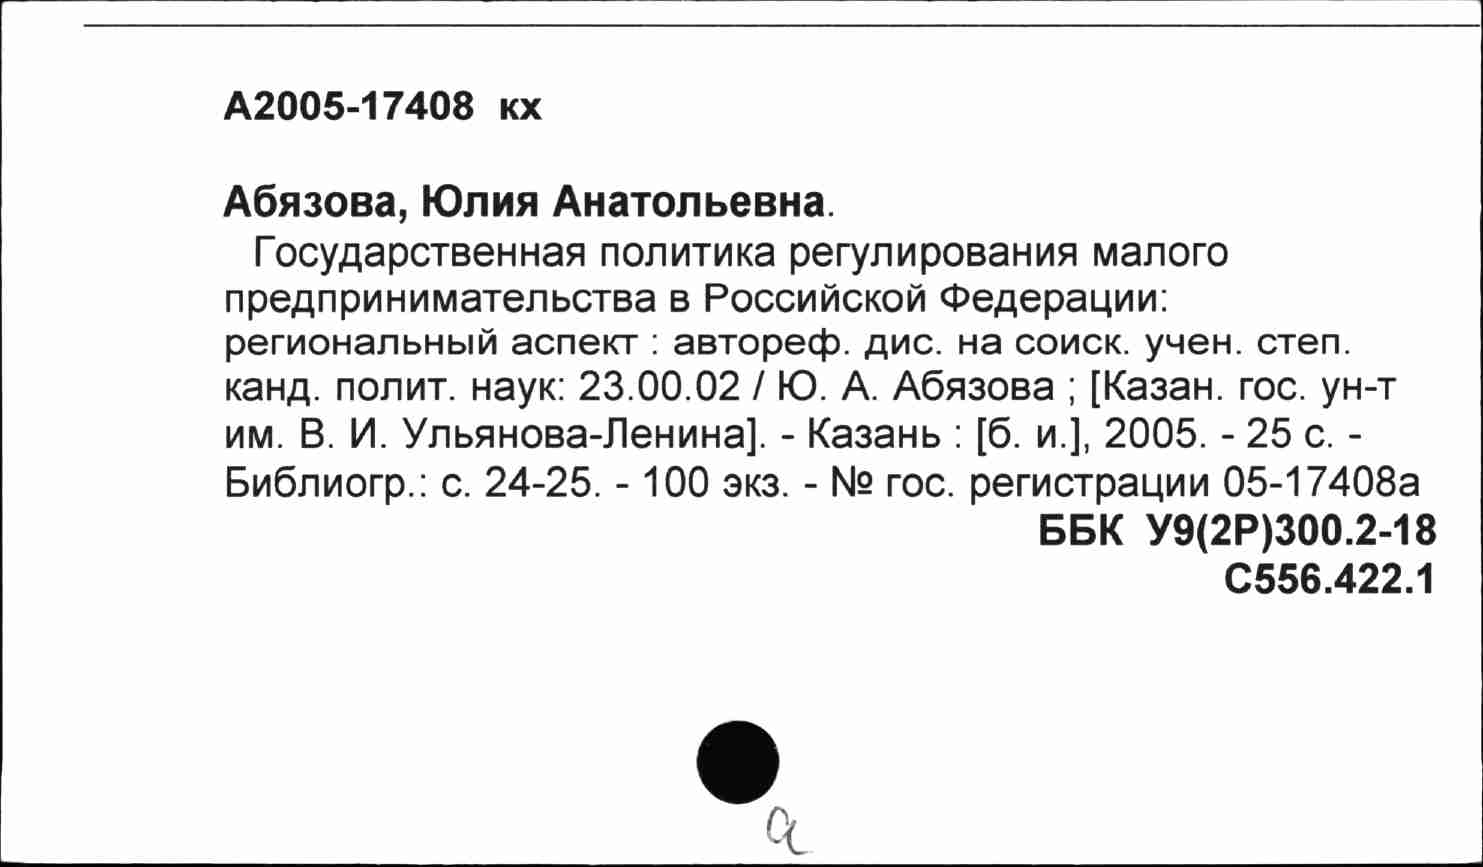 А2005-17408 кх
Абязова, Юлия Анатольевна.
Государственная политика регулирования малого
предпринимательства в Российской Федерации:
региональный аспект : автореф. дис. на соиск. учен. степ.
канд. полит. наук: 23.00.02 / Ю. А. Абязова ; [Казан. гос. ун-т
им. В. И. Ульянова-Ленина]. - Казань : [б. и.], 2005. - 25 с. -
Библиогр.: с. 24-25. - 100 экз. - № гос. регистрации 05-17408а
ББК У9(2Р)300.2-18
С556.422.1
а